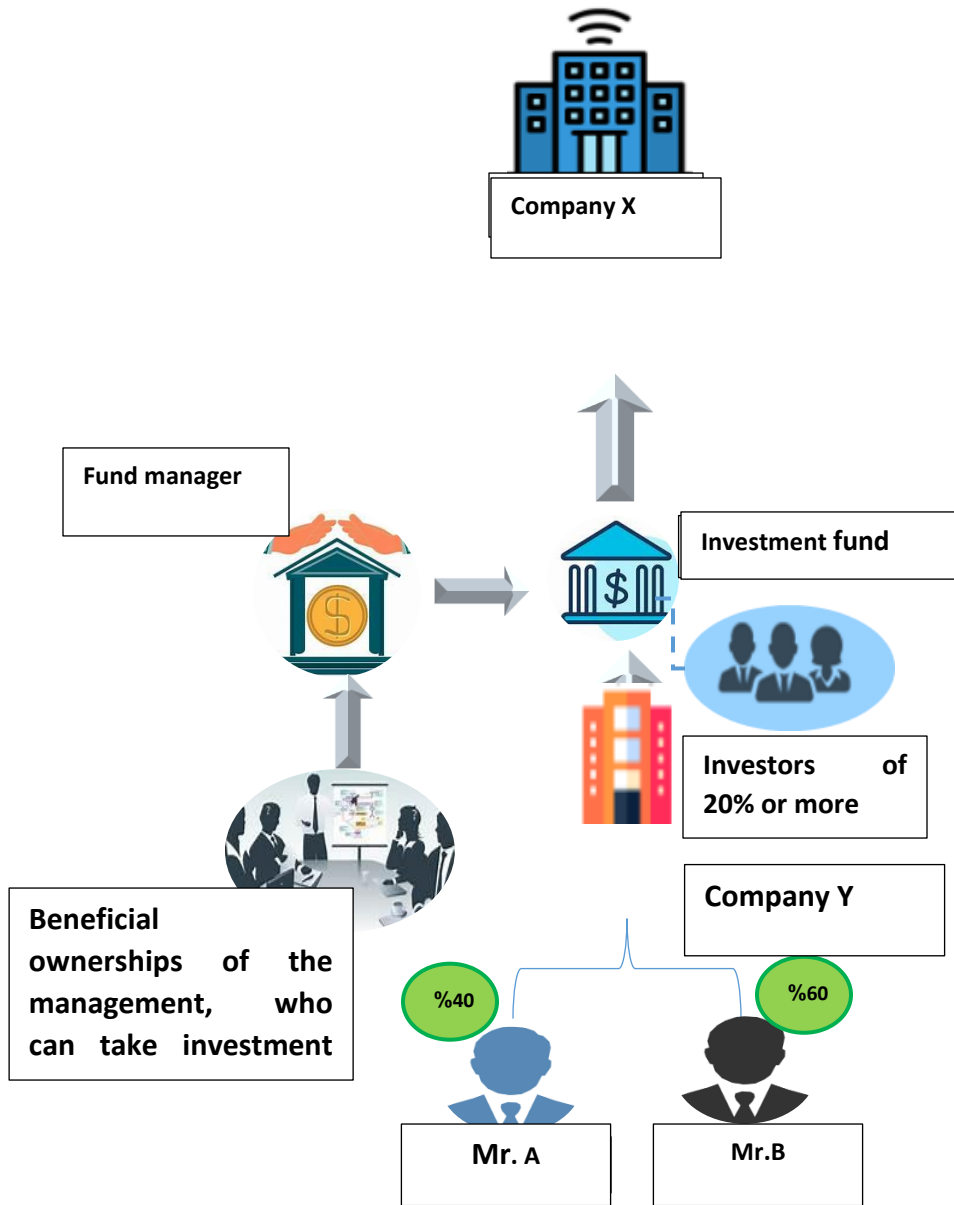 Company X
Fund manager
Investment fund
Investors of
20% or more
Company Y
Beneficial
ownerships of the
management, who
can take investment
%40
%60
Mr. A
Mr.B